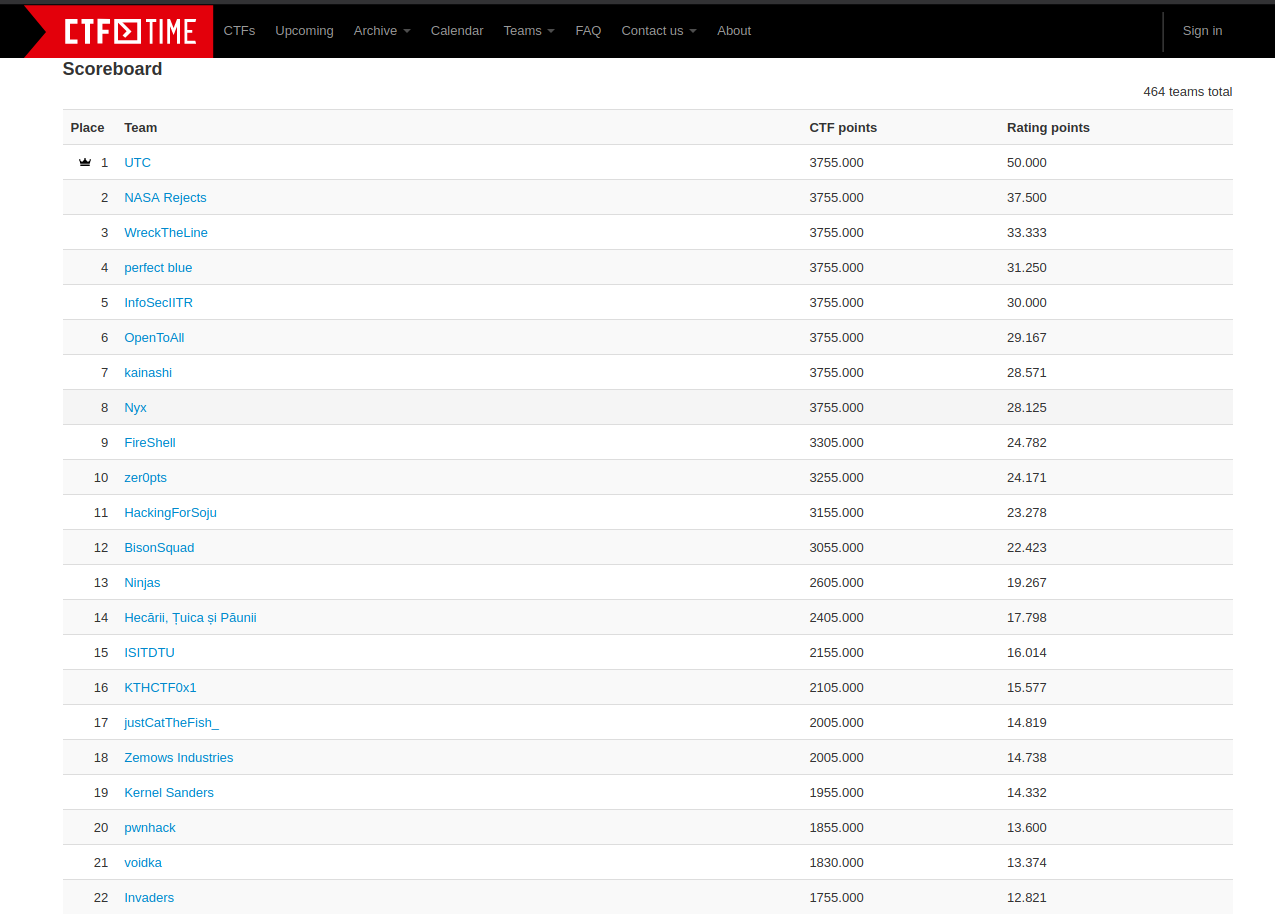 CTF TIME CTFs Upcoming Archive Calendar Teams FAQ Contact us About Sign in
Scoreboard
464 teams total
Place Team CTF points Rating points
1 UTC 3755.000 50.000
2 NASA Rejects 3755.000 37.500
3 WreckTheLine 3755.000 33.333
4 perfect blue 3755.000 31.250
5 InfoSecIITR 3755.000 30.000
6 OpenToAll 3755.000 29.167
7 kainashi 3755.000 28.571
8 Nyx 3755.000 28.125
9 FireShell 3305.000 24.782
10 zer0pts 3255.000 24.171
11 HackingForSoju 3155.000 23.278
12 BisonSquad 3055.000 22.423
13 Ninjas 2605.000 19.267
14 Hecării, Țuica și Păunii 2405.000 17.798
15 ISITDTU 2155.000 16.014
16 KTHCTF0x1 2105.000 15.577
17 justCatTheFish_ 2005.000 14.819
18 Zemows Industries 2005.000 14.738
19 Kernel Sanders 1955.000 14.332
20 pwnhack 1855.000 13.600
21 voidka 1830.000 13.374
22 Invaders 1755.000 12.821